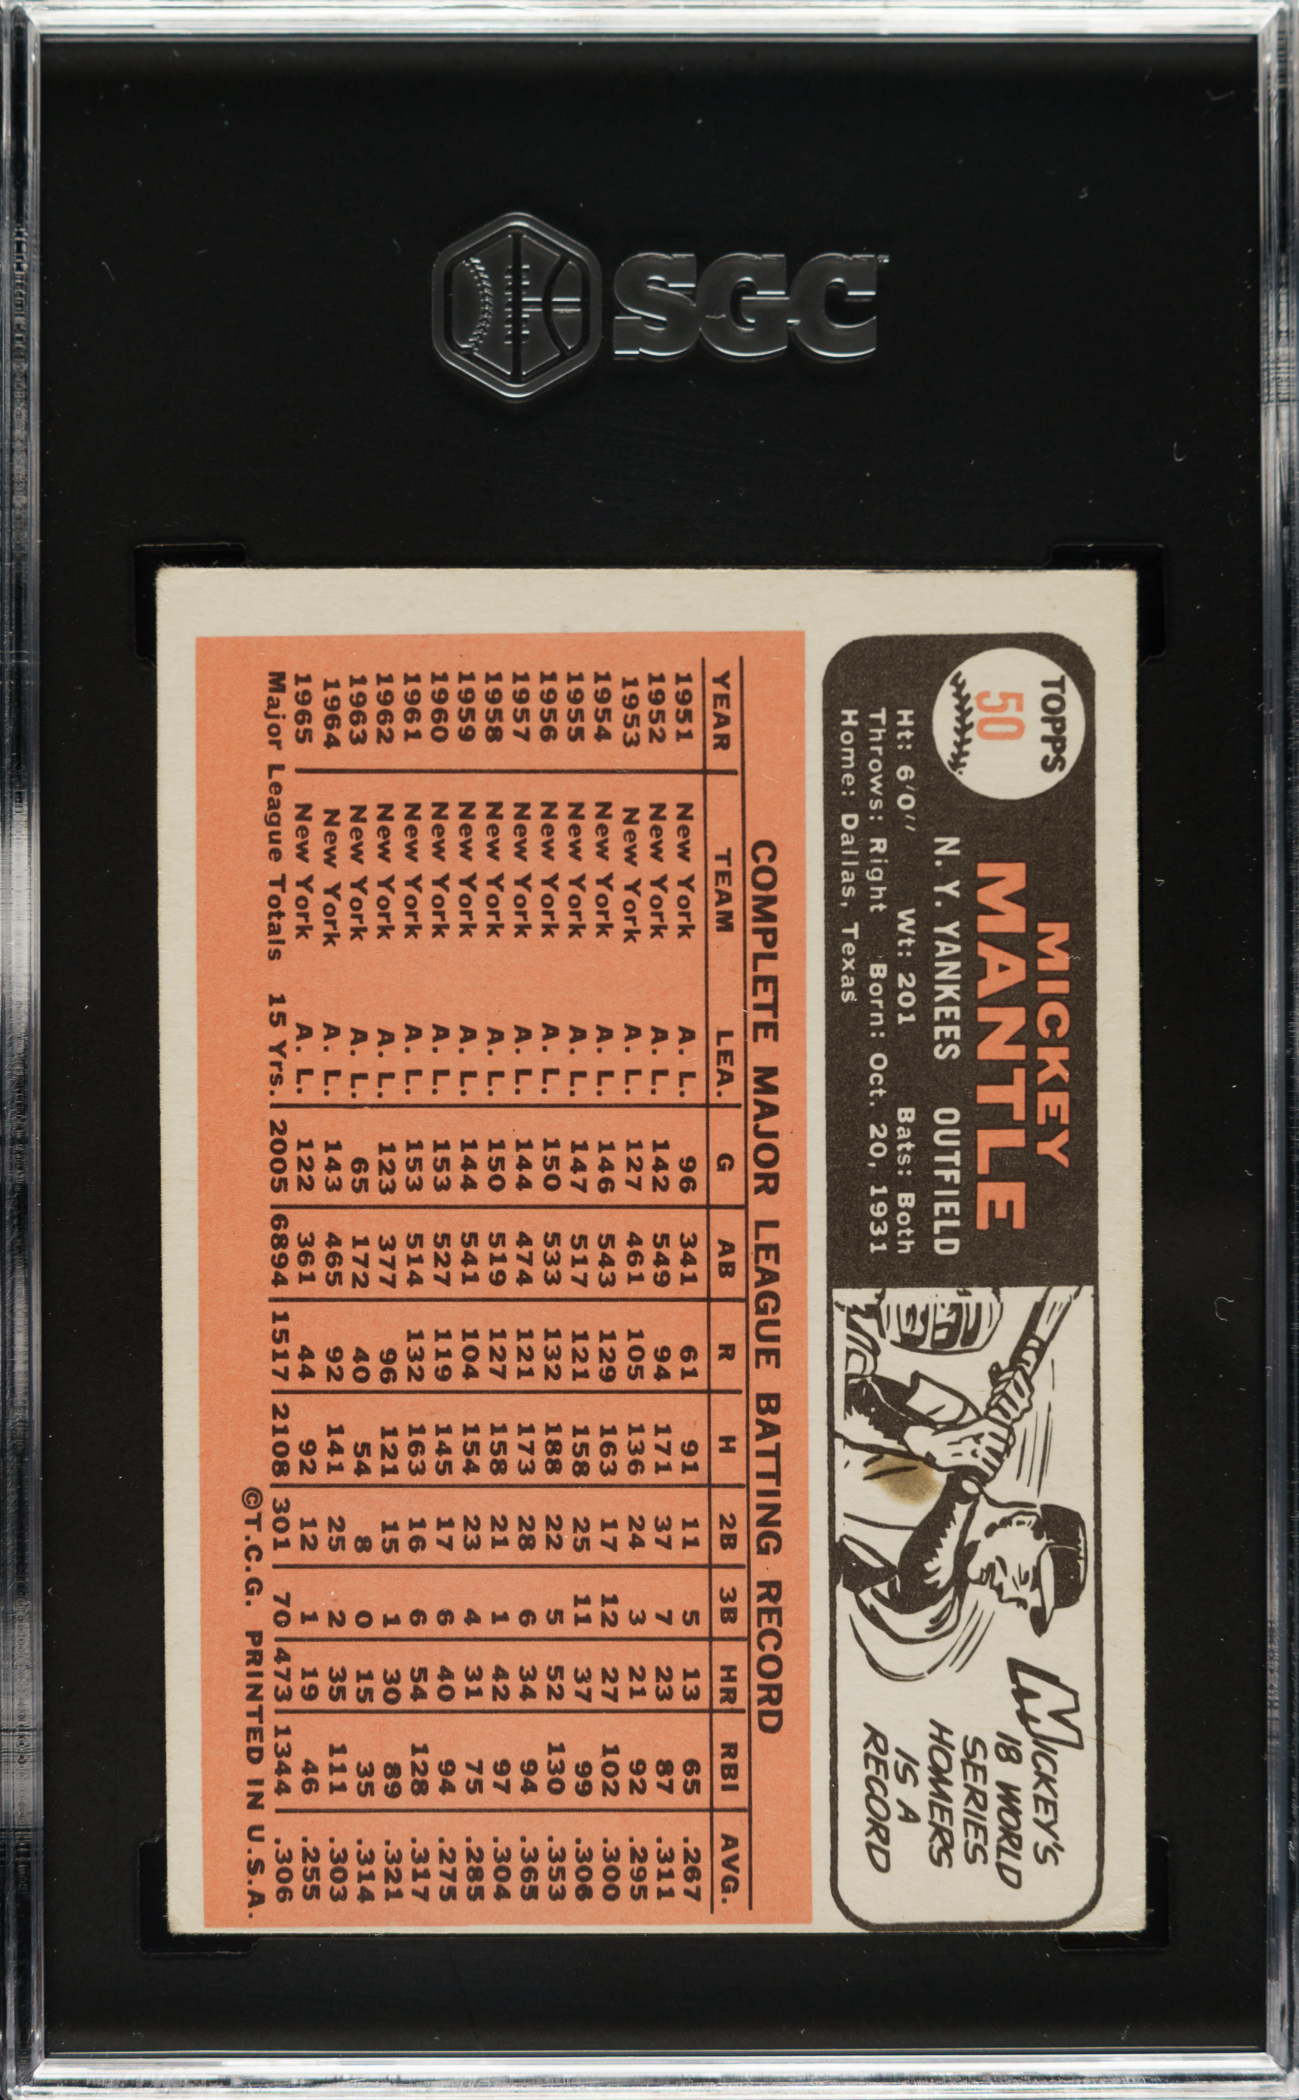 SGC
TOPPS
50
MICKEY
MANTLE
N. Y. YANKEES OUTFIELD
Ht: 6'0'' Wt: 201 Bats: Both
Throws: Right Born: Oct. 20, 1931
Home: Dallas, Texas
MICKEY'S
18 WORLD
SERIES
HOMERS
IS A
RECORD
COMPLETE MAJOR LEAGUE BATTING RECORD
YEAR TEAM LEA. G AB R H 2B 3B HR RBI AVG.
1951 New York A. L. 96 341 61 91 11 5 13 65 .267
1952 New York A. L. 142 549 94 171 37 7 23 87 .311
1953 New York A. L. 127 461 105 136 24 3 21 92 .295
1954 New York A. L. 146 543 129 163 17 12 27 102 .300
1955 New York A. L. 147 517 121 158 25 11 37 99 .306
1956 New York A. L. 150 533 132 188 22 5 52 130 .353
1957 New York A. L. 144 474 121 173 28 6 34 94 .365
1958 New York A. L. 150 519 127 158 21 1 42 97 .304
1959 New York A. L. 144 541 104 154 23 4 31 75 .285
1960 New York A. L. 153 527 119 145 17 6 40 94 .275
1961 New York A. L. 153 514 132 163 16 6 54 128 .317
1962 New York A. L. 123 377 96 121 15 1 30 89 .321
1963 New York A. L. 65 172 40 54 8 0 15 35 .314
1964 New York A. L. 143 465 92 141 25 2 35 111 .303
1965 New York A. L. 122 361 44 92 12 1 19 46 .255
Major League Totals 15 Yrs. 2005 6894 1517 2108 301 70 473 1344 .306
©T.C.G. PRINTED IN U.S.A.